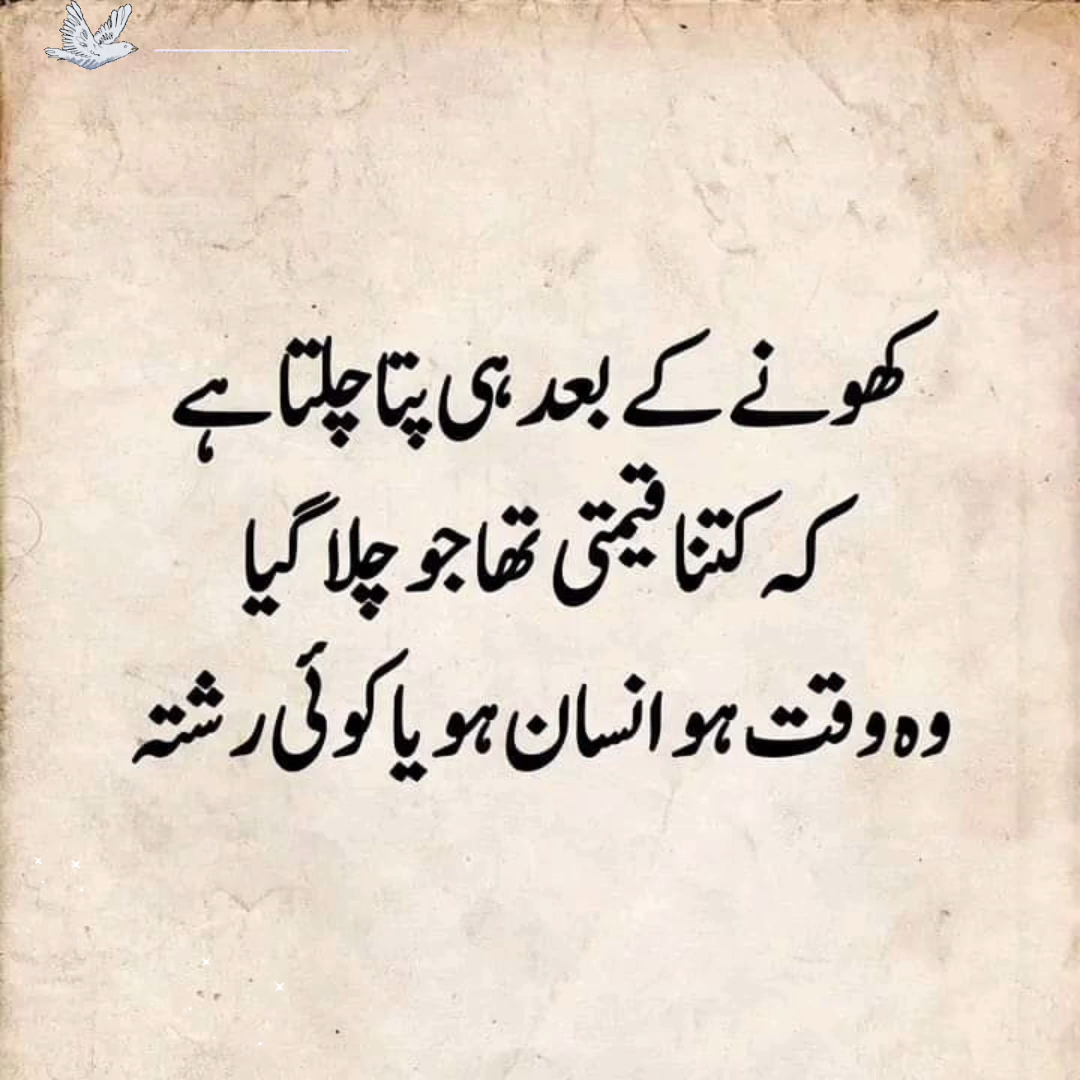 کھونے کے بعد ہی پتا چلتا ہے
کہ کتنا قیمتی تھا جو چلا گیا
وہ وقت ہو انسان ہو یا کوئی رشتہ